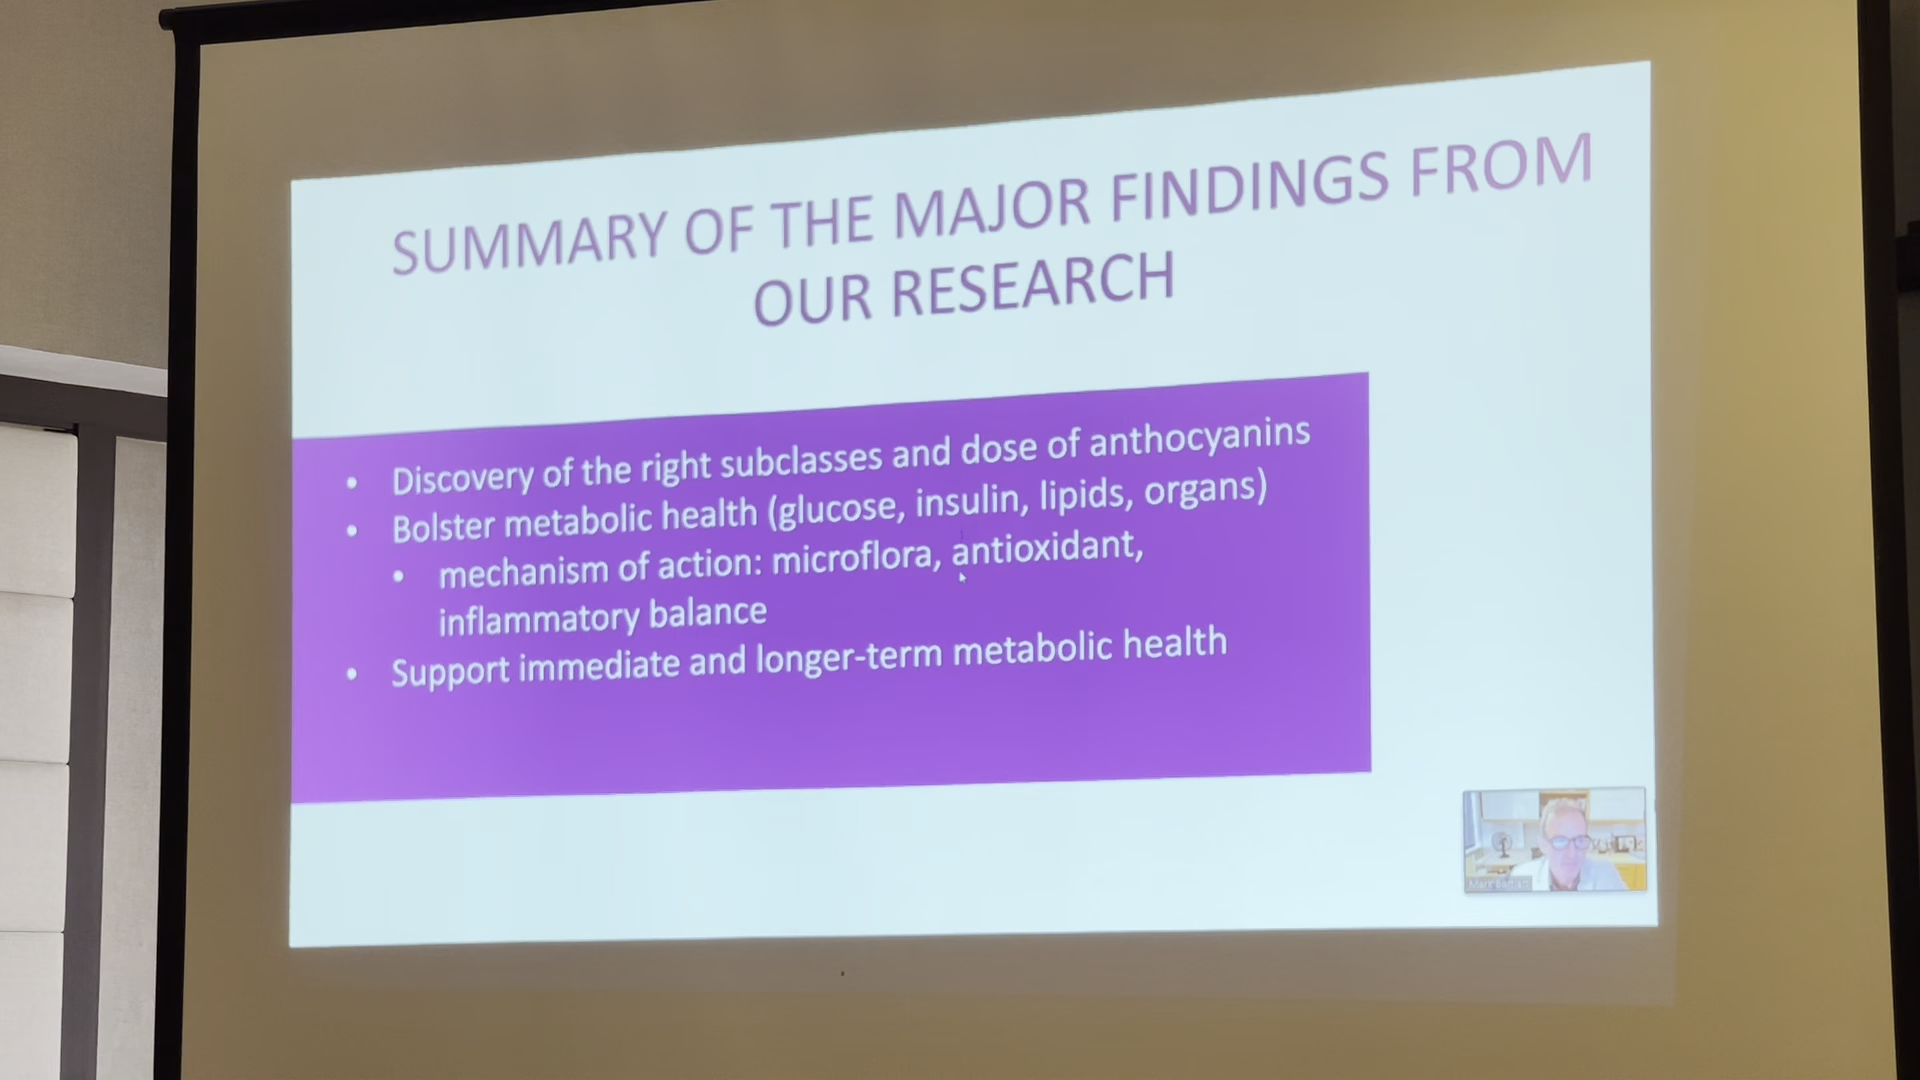 SUMMARY OF THE MAJOR FINDINGS FROM
OUR RESEARCH
• Discovery of the right subclasses and dose of anthocyanins
• Bolster metabolic health (glucose, insulin, lipids, organs)
• mechanism of action: microflora, antioxidant,
inflammatory balance
• Support immediate and longer-term metabolic health
Mark